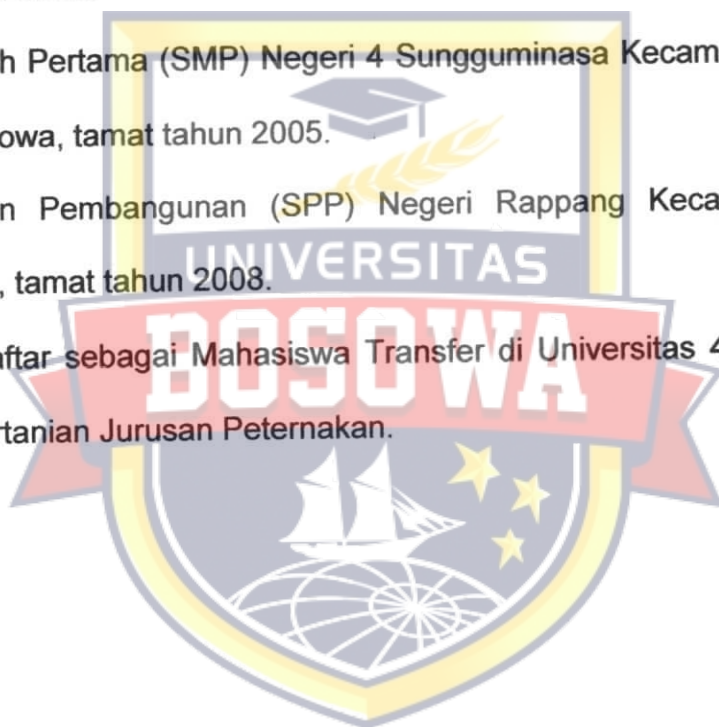 h Pertama (SMP) Negeri 4 Sungguminasa Kecam
owa, tamat tahun 2005.
n Pembangunan (SPP) Negeri Rappang Keca
UNIVERSITAS
, tamat tahun 2008.
BOSOWA
ftar sebagai Mahasiswa Transfer di Universitas 4
rtanian Jurusan Peternakan.